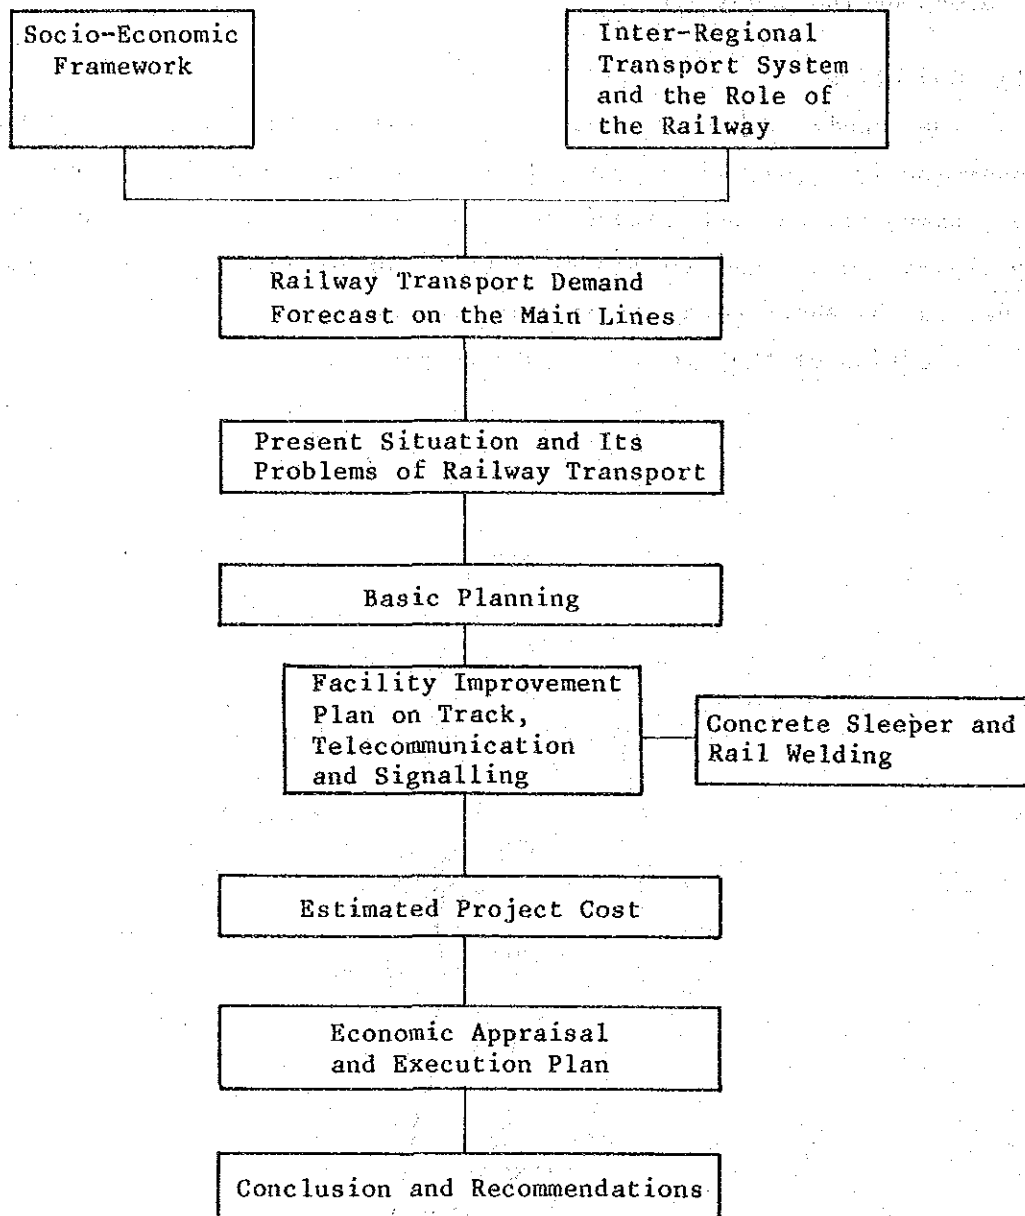 Socio-Economic
Framework
Inter-Regional
Transport System
and the Role of
the Railway
Railway Transport Demand
Forecast on the Main Lines
Present Situation and Its
Problems of Railway Transport
Basic Planning
Facility Improvement
Plan on Track,
Telecommunication
and Signalling
Concrete Sleeper and
Rail Welding
Estimated Project Cost
Economic Appraisal
and Execution Plan
Conclusion and Recommendations